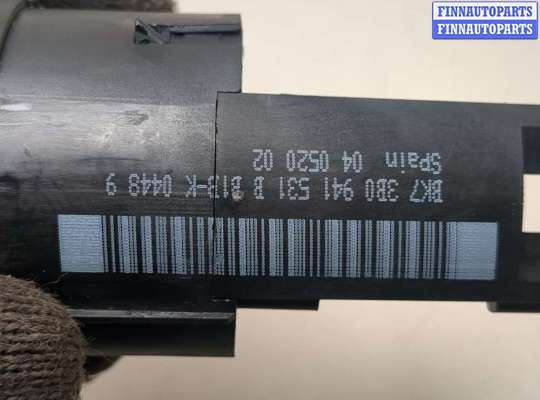 FINNAUTOPARTS
FINNAUTOPARTS
BK7 3B0 941 531 B B13-K 0448 9
Spain 04 0520 02